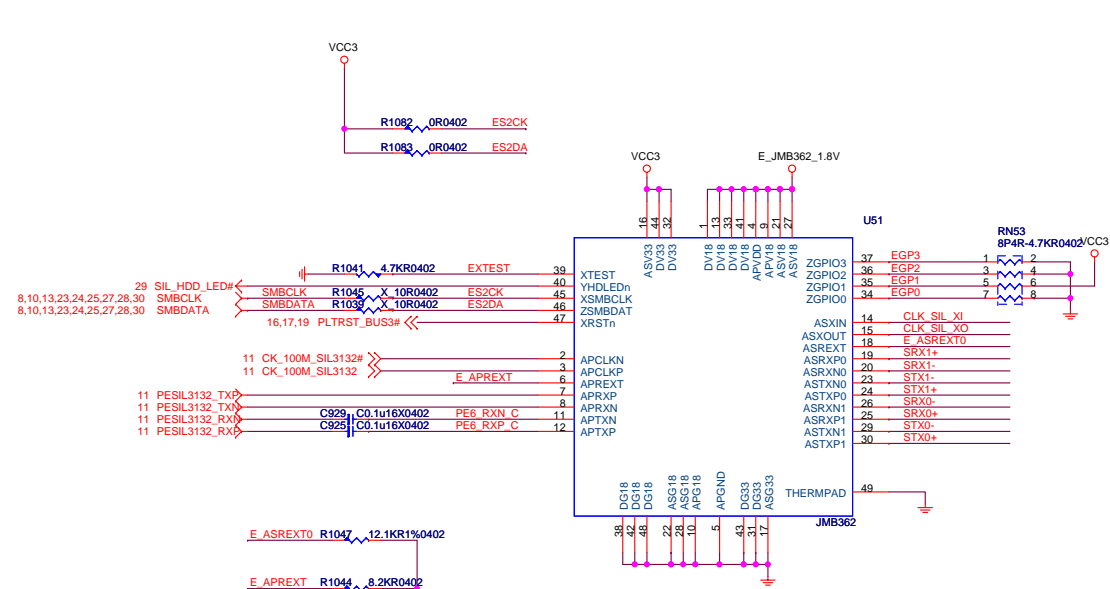 VCC3
R1082 0R0402 ES2CK
R1083 0R0402 ES2DA
VCC3
E_JMB362_1.8V
16 44 32
1 13 33 41 4 9 21 27
ASV33 DV33 DV33
DV18 DV18 DV18 DV18 APVDD APV18 ASV18 ASV18
U51
RN53
8P4R-4.7KR0402
VCC3
R1041 4.7KR0402 EXTEST 39 XTEST
29 SIL_HDD_LED# 40 YHDLEDn
8,10,13,23,24,25,27,28,30 SMBCLK SMBCLK R1045 X_10R0402 ES2CK 45 XSMBCLK
8,10,13,23,24,25,27,28,30 SMBDATA SMBDATA R1039 X_10R0402 ES2DA 46 ZSMBDAT
16,17,19 PLTRST_BUS3# 47 XRSTn
11 CK_100M_SIL3132# 2 APCLKN
11 CK_100M_SIL3132 3 APCLKP
E_APREXT 6 APREXT
11 PESIL3132_TXP 7 APRXP
11 PESIL3132_TXN 8 APRXN
11 PESIL3132_RXN C929 C0.1u16X0402 PE6_RXN_C 11 APTXN
11 PESIL3132_RXP C925 C0.1u16X0402 PE6_RXP_C 12 APTXP
ZGPIO3 37 EGP3 1 2
ZGPIO2 36 EGP2 3 4
ZGPIO1 35 EGP1 5 6
ZGPIO0 34 EGP0 7 8
ASXIN 14 CLK_SIL_XI
ASXOUT 15 CLK_SIL_XO
ASREXT 18 E_ASREXT0
ASRXP0 19 SRX1+
ASRXN0 20 SRX1-
ASTXN0 23 STX1-
ASTXP0 24 STX1+
ASRXN1 26 SRX0-
ASRXP1 25 SRX0+
ASTXN1 29 STX0-
ASTXP1 30 STX0+
THERMPAD 49
DG18 DG18 DG18 ASG18 ASG18 APG18 APGND DG33 DG33 ASG33
38 42 48 22 28 10 5 43 31 17
JMB362
E_ASREXT0 R1047 12.1KR1%0402
E_APREXT R1044 8.2KR0402